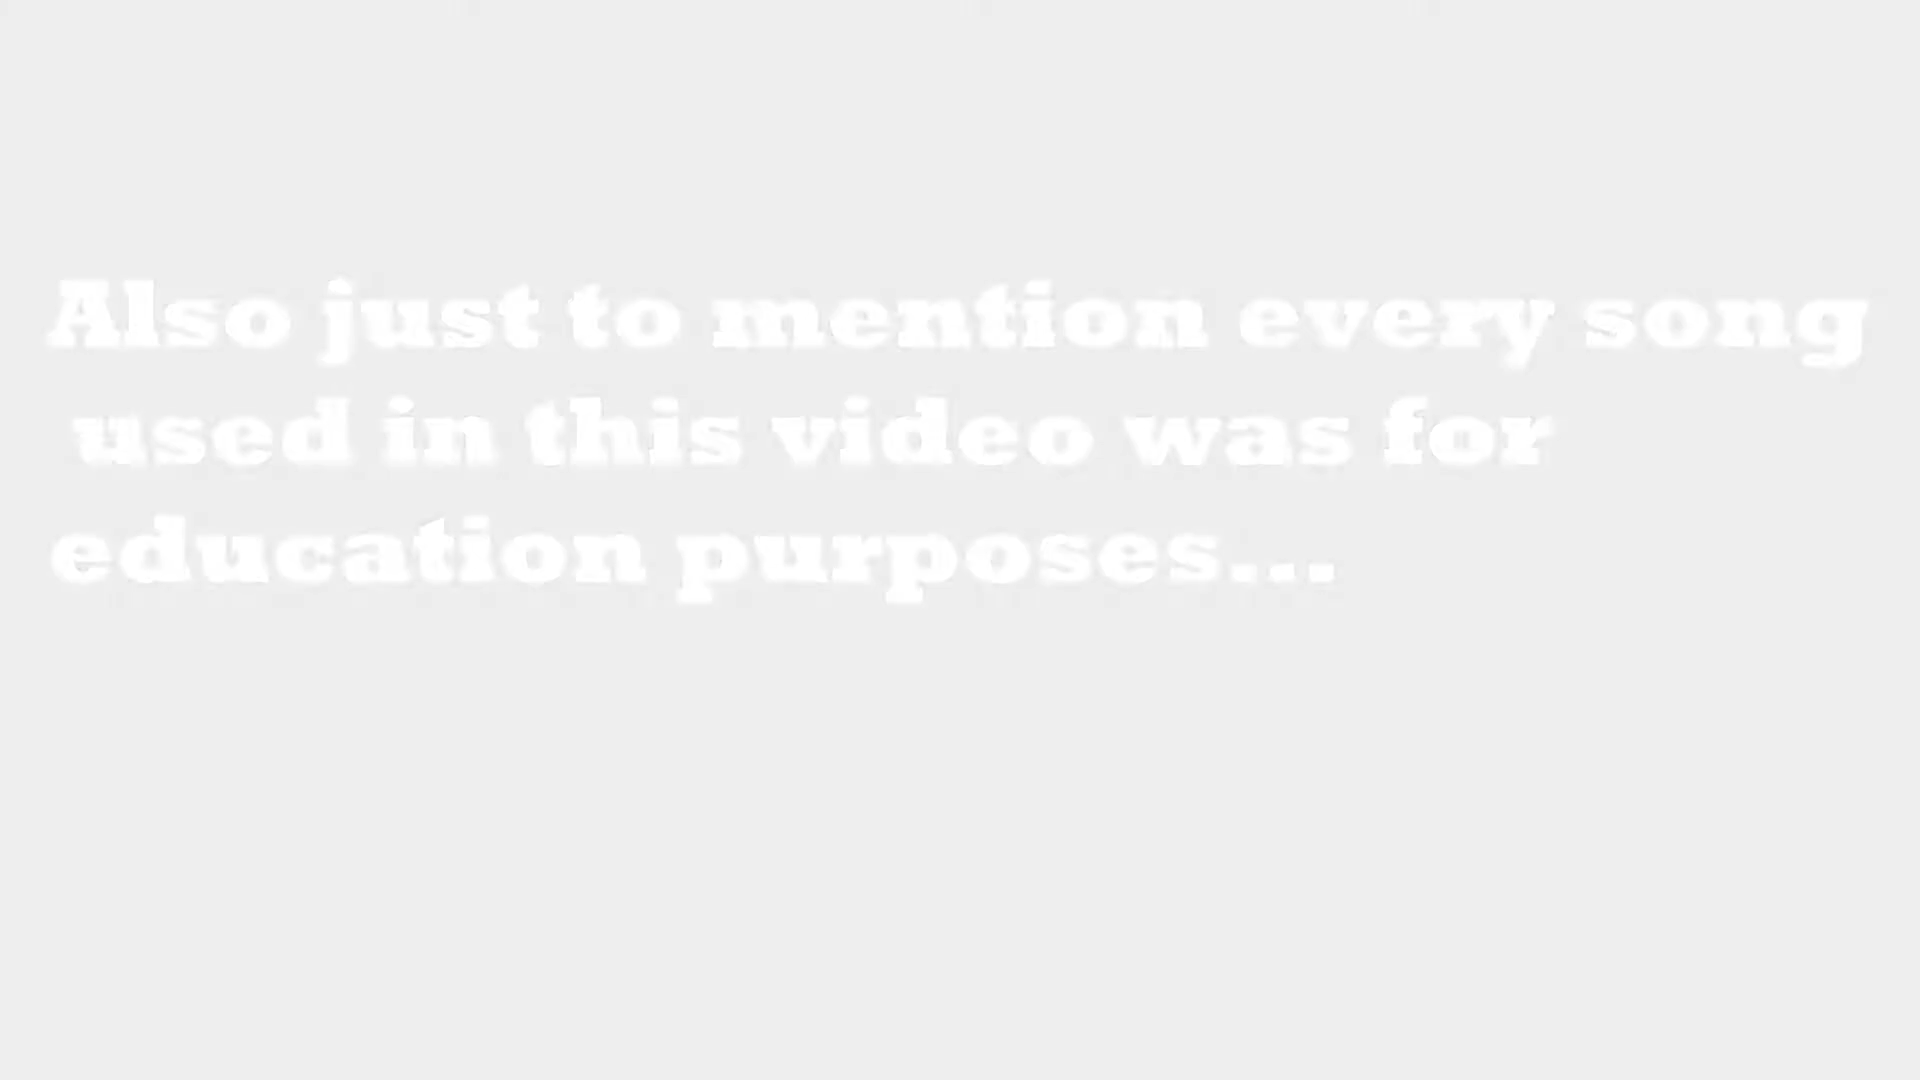 Also just to mention every song
used in this video was for
education purposes...